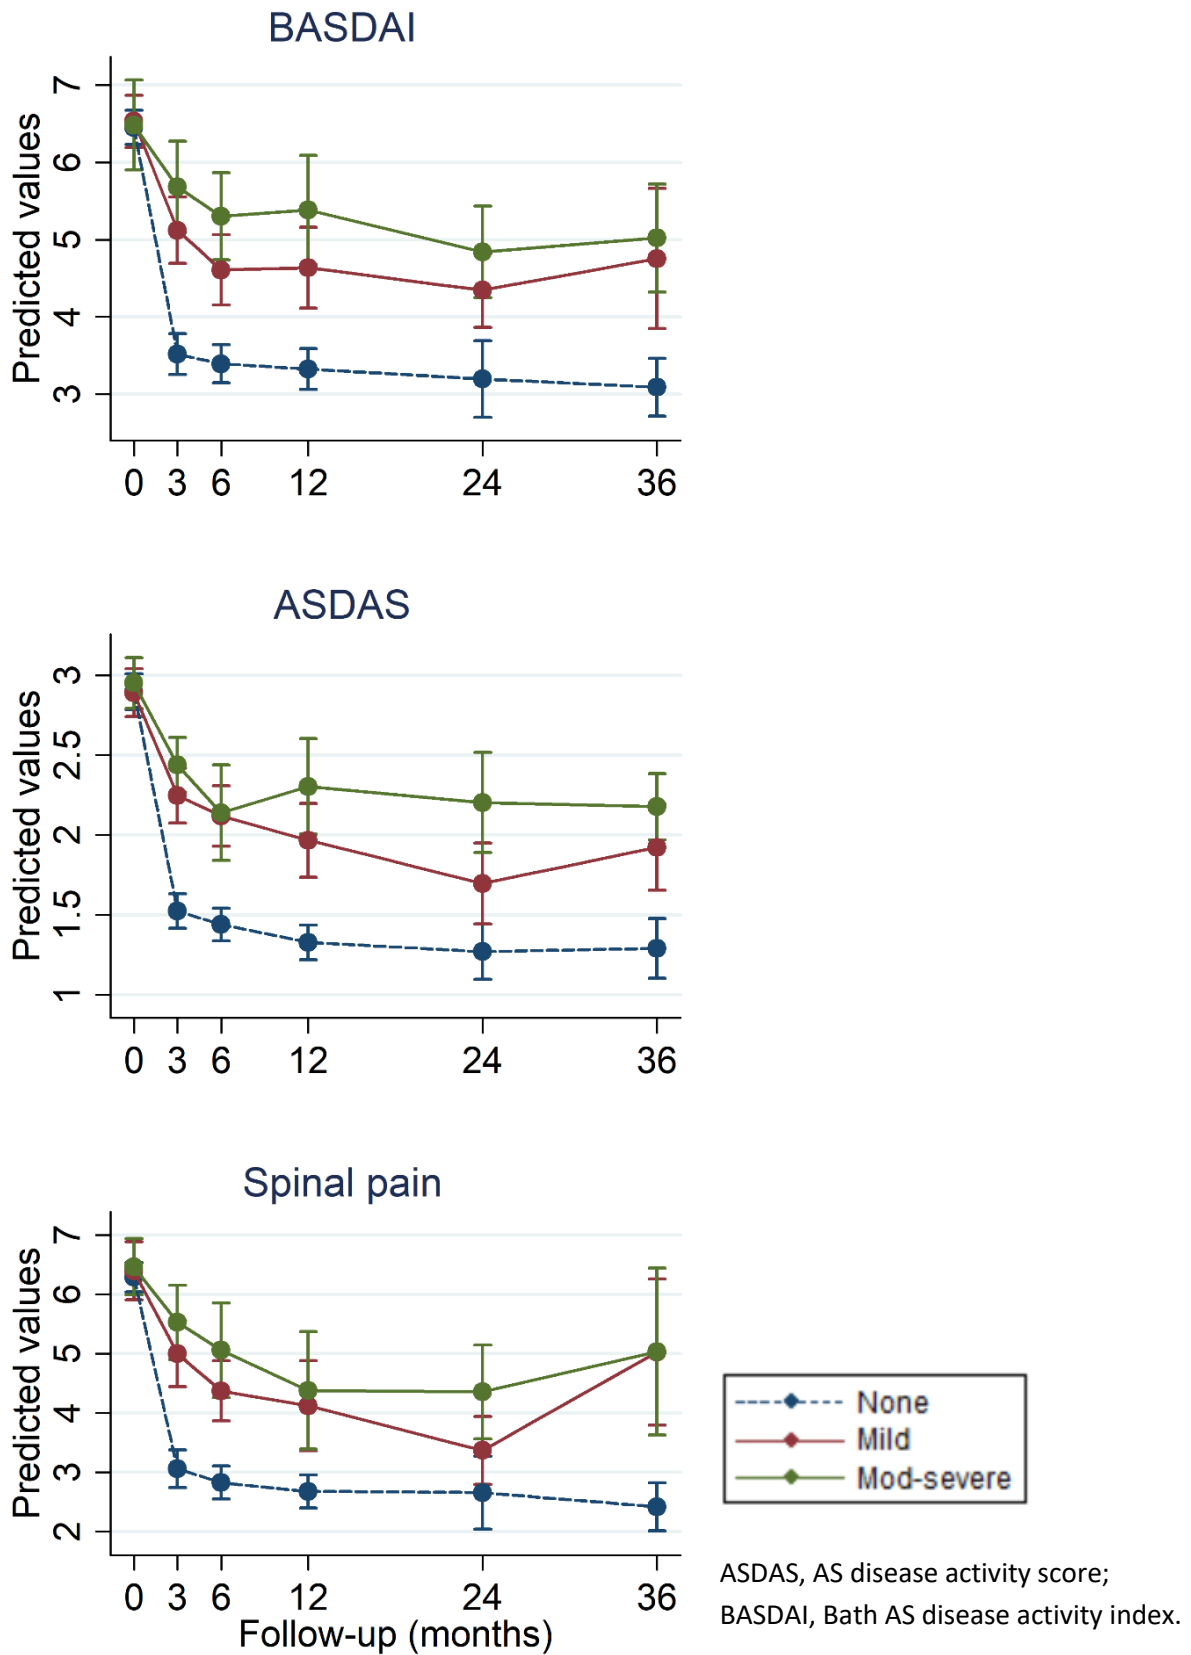 BASDAI
Predicted values
7
6
5
4
3
0 3 6 12 24 36
ASDAS
Predicted values
3
2.5
2
1.5
1
0 3 6 12 24 36
Spinal pain
Predicted values
7
6
5
4
3
2
0 3 6 12 24 36
Follow-up (months)
None
Mild
Mod-severe
ASDAS, AS disease activity score;
BASDAI, Bath AS disease activity index.